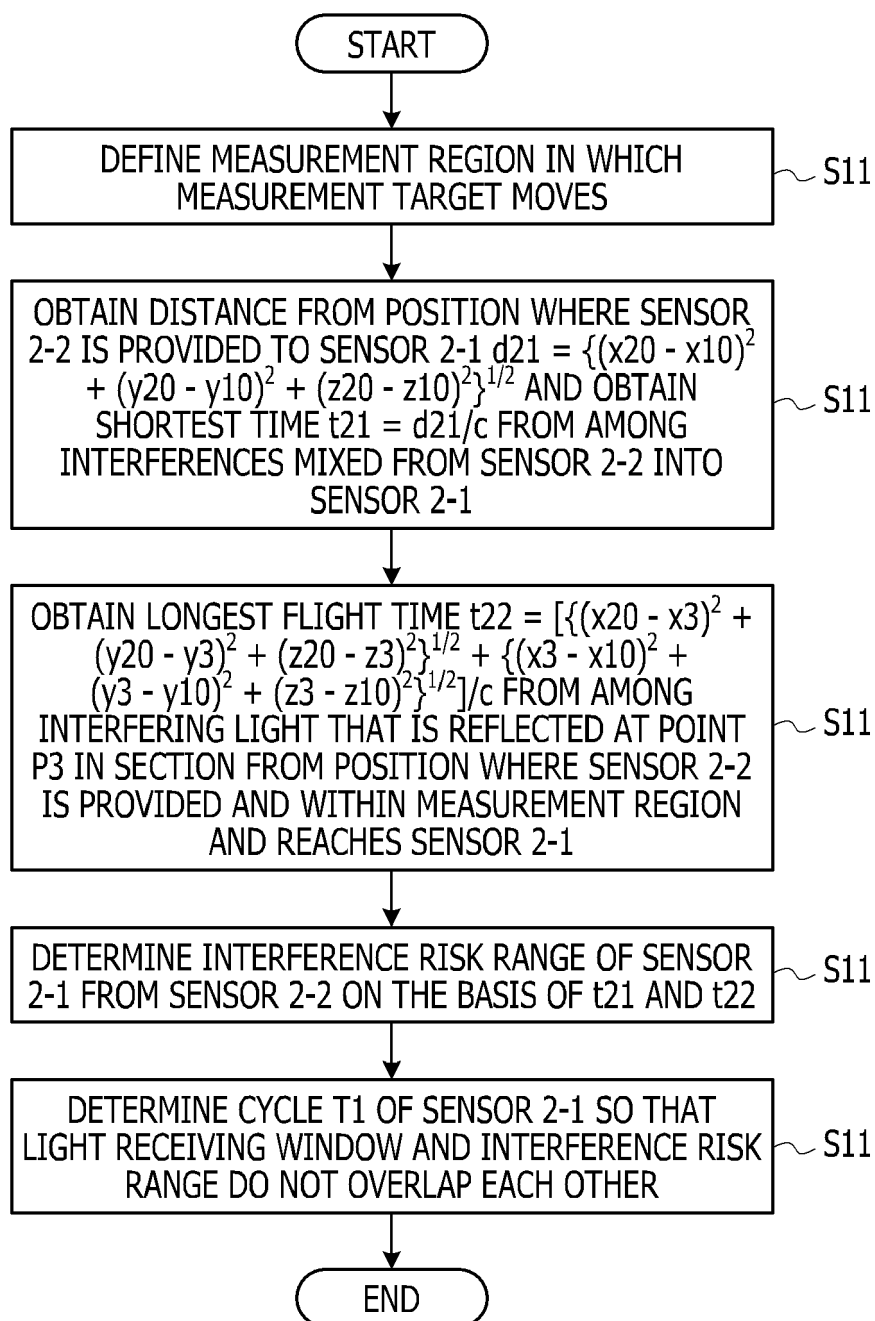 START
DEFINE MEASUREMENT REGION IN WHICH
MEASUREMENT TARGET MOVES
S11
OBTAIN DISTANCE FROM POSITION WHERE SENSOR
2-2 IS PROVIDED TO SENSOR 2-1 d21 = {(x20 - x10)²
+ (y20 - y10)² + (z20 - z10)²}¹/² AND OBTAIN
SHORTEST TIME t21 = d21/c FROM AMONG
INTERFERENCES MIXED FROM SENSOR 2-2 INTO
SENSOR 2-1
S11
OBTAIN LONGEST FLIGHT TIME t22 = [{(x20 - x3)² +
(y20 - y3)² + (z20 - z3)²}¹/² + {(x3 - x10)² +
(y3 - y10)² + (z3 - z10)²}¹/²]/c FROM AMONG
INTERFERING LIGHT THAT IS REFLECTED AT POINT
P3 IN SECTION FROM POSITION WHERE SENSOR 2-2
IS PROVIDED AND WITHIN MEASUREMENT REGION
AND REACHES SENSOR 2-1
S11
DETERMINE INTERFERENCE RISK RANGE OF SENSOR
2-1 FROM SENSOR 2-2 ON THE BASIS OF t21 AND t22
S11
DETERMINE CYCLE T1 OF SENSOR 2-1 SO THAT
LIGHT RECEIVING WINDOW AND INTERFERENCE RISK
RANGE DO NOT OVERLAP EACH OTHER
S11
END